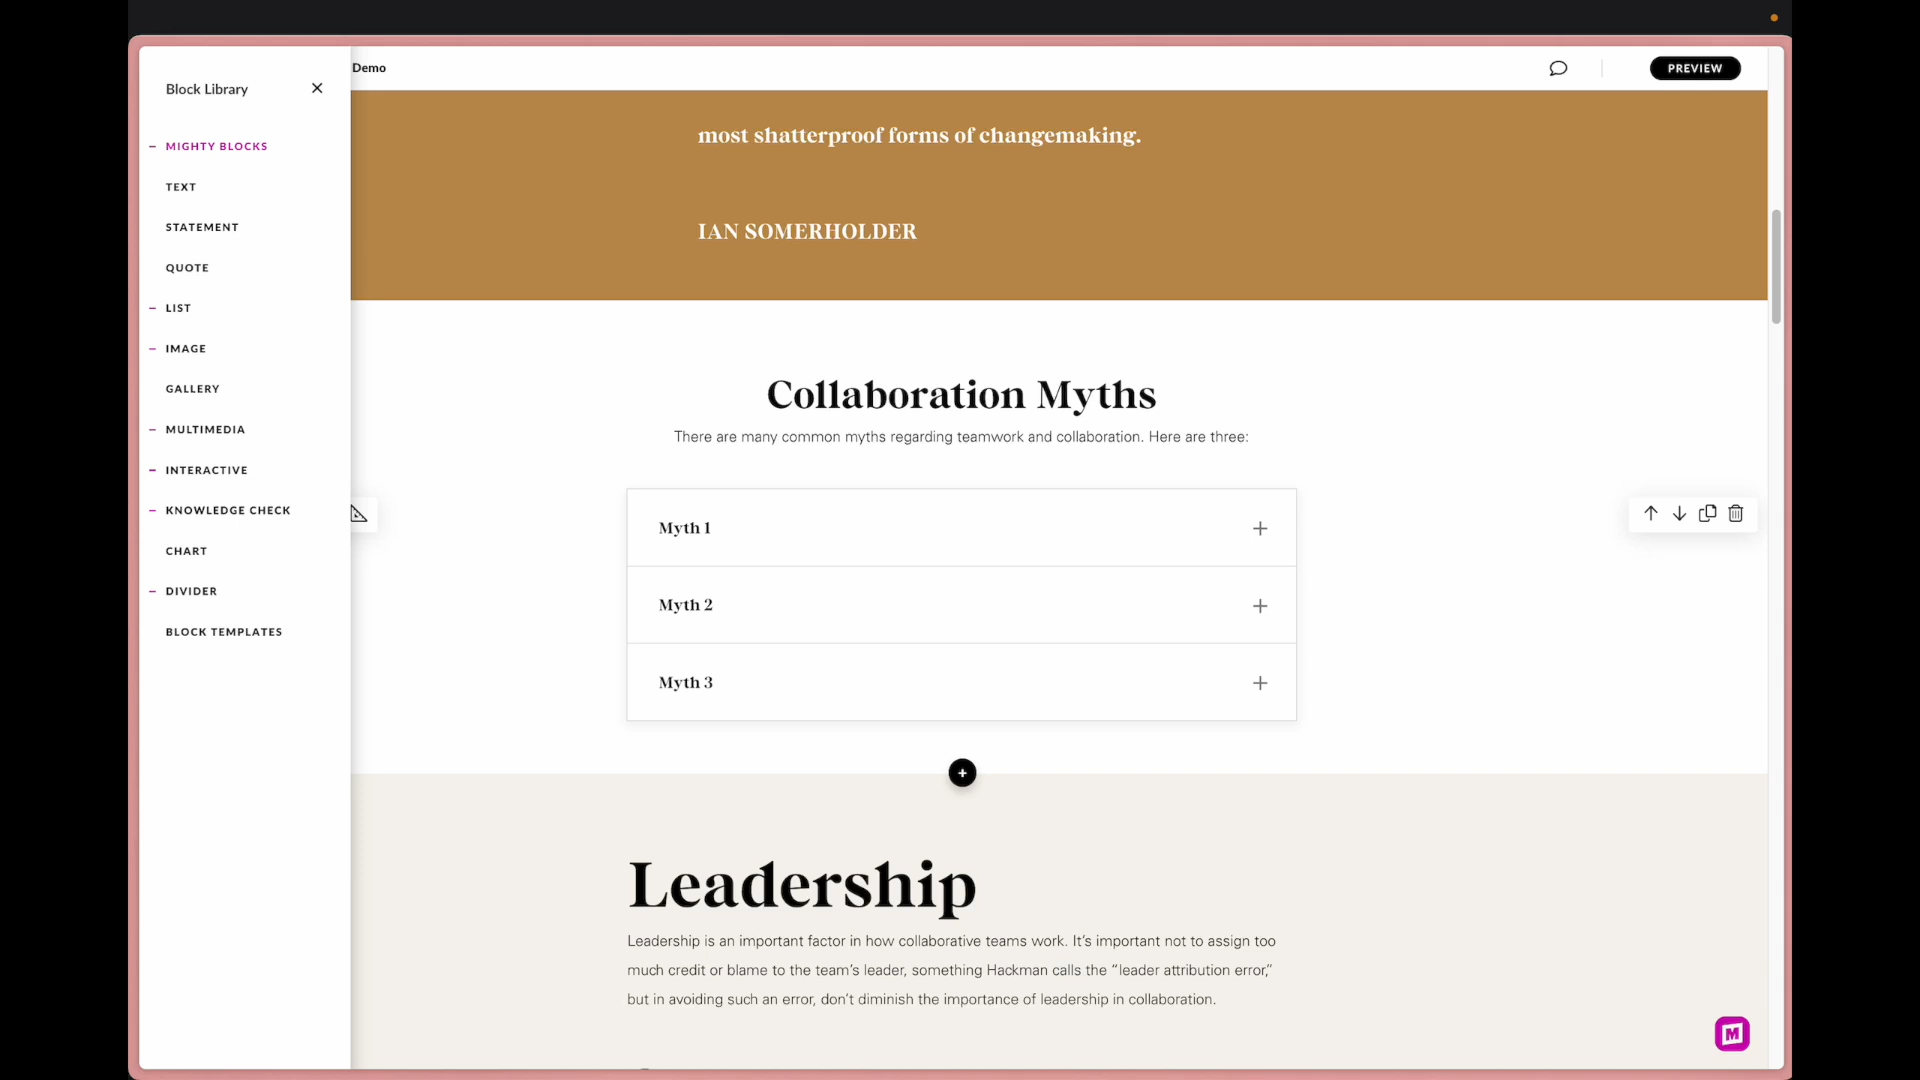 Demo
PREVIEW
Block Library
MIGHTY BLOCKS
TEXT
STATEMENT
QUOTE
LIST
IMAGE
GALLERY
MULTIMEDIA
INTERACTIVE
KNOWLEDGE CHECK
CHART
DIVIDER
BLOCK TEMPLATES
most shatterproof forms of changemaking.
IAN SOMERHOLDER
Collaboration Myths
There are many common myths regarding teamwork and collaboration. Here are three:
Myth 1
Myth 2
Myth 3
Leadership
Leadership is an important factor in how collaborative teams work. It’s important not to assign too
much credit or blame to the team’s leader, something Hackman calls the “leader attribution error,”
but in avoiding such an error, don’t diminish the importance of leadership in collaboration.
M